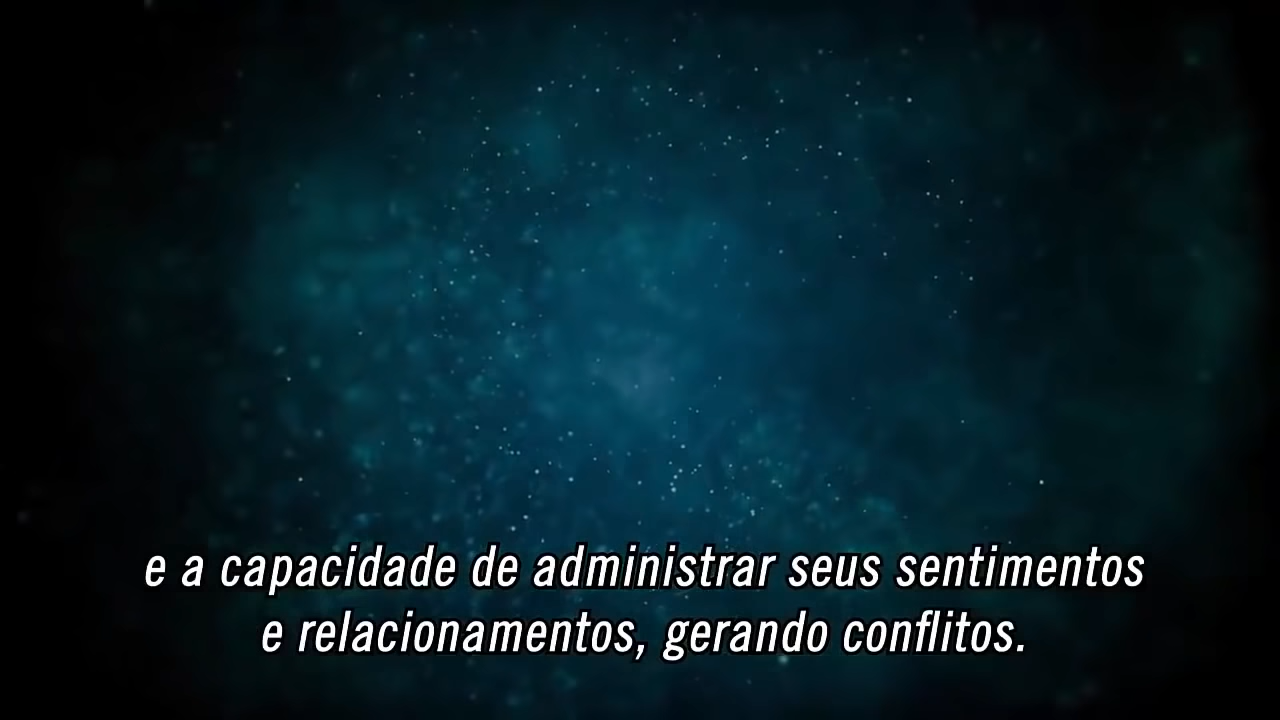 e a capacidade de administrar seus sentimentos
e relacionamentos, gerando conflitos.